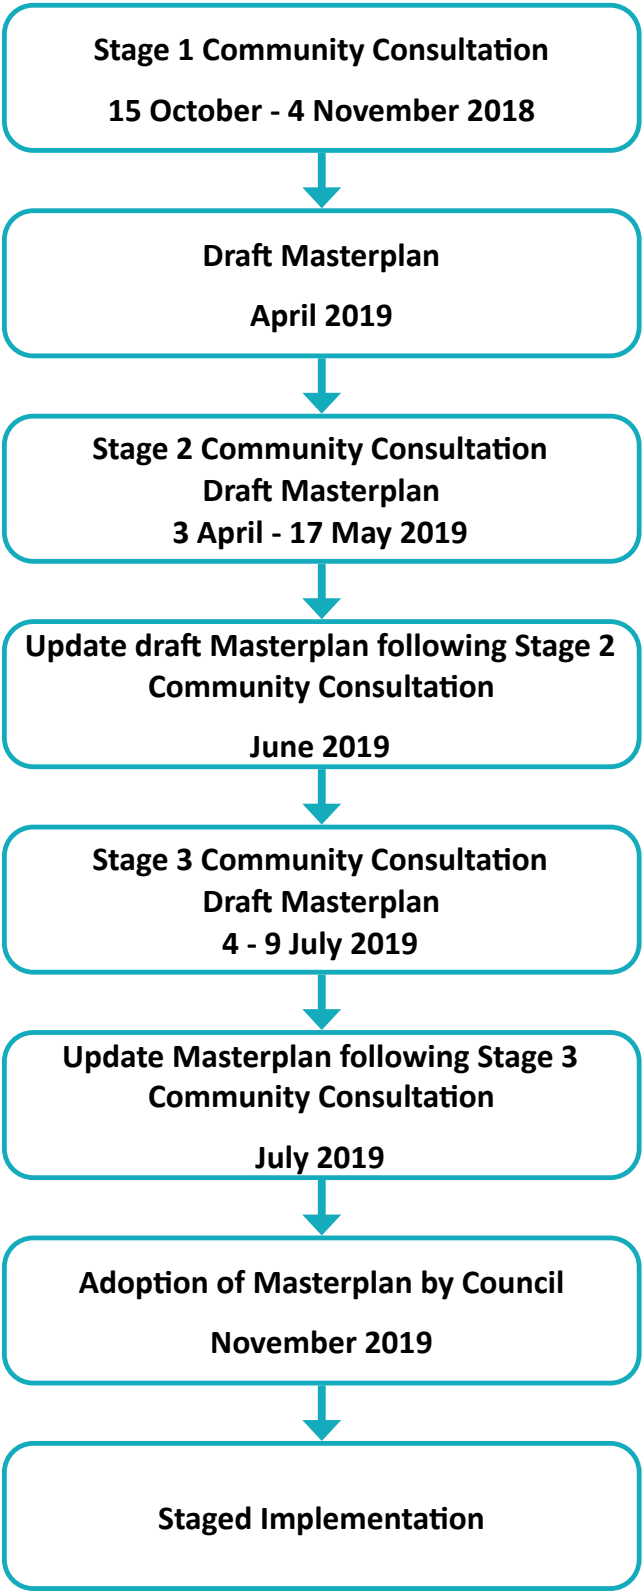 Stage 1 Community Consultation
15 October - 4 November 2018
Draft Masterplan
April 2019
Stage 2 Community Consultation
Draft Masterplan
3 April - 17 May 2019
Update draft Masterplan following Stage 2
Community Consultation
June 2019
Stage 3 Community Consultation
Draft Masterplan
4 - 9 July 2019
Update Masterplan following Stage 3
Community Consultation
July 2019
Adoption of Masterplan by Council
November 2019
Staged Implementation